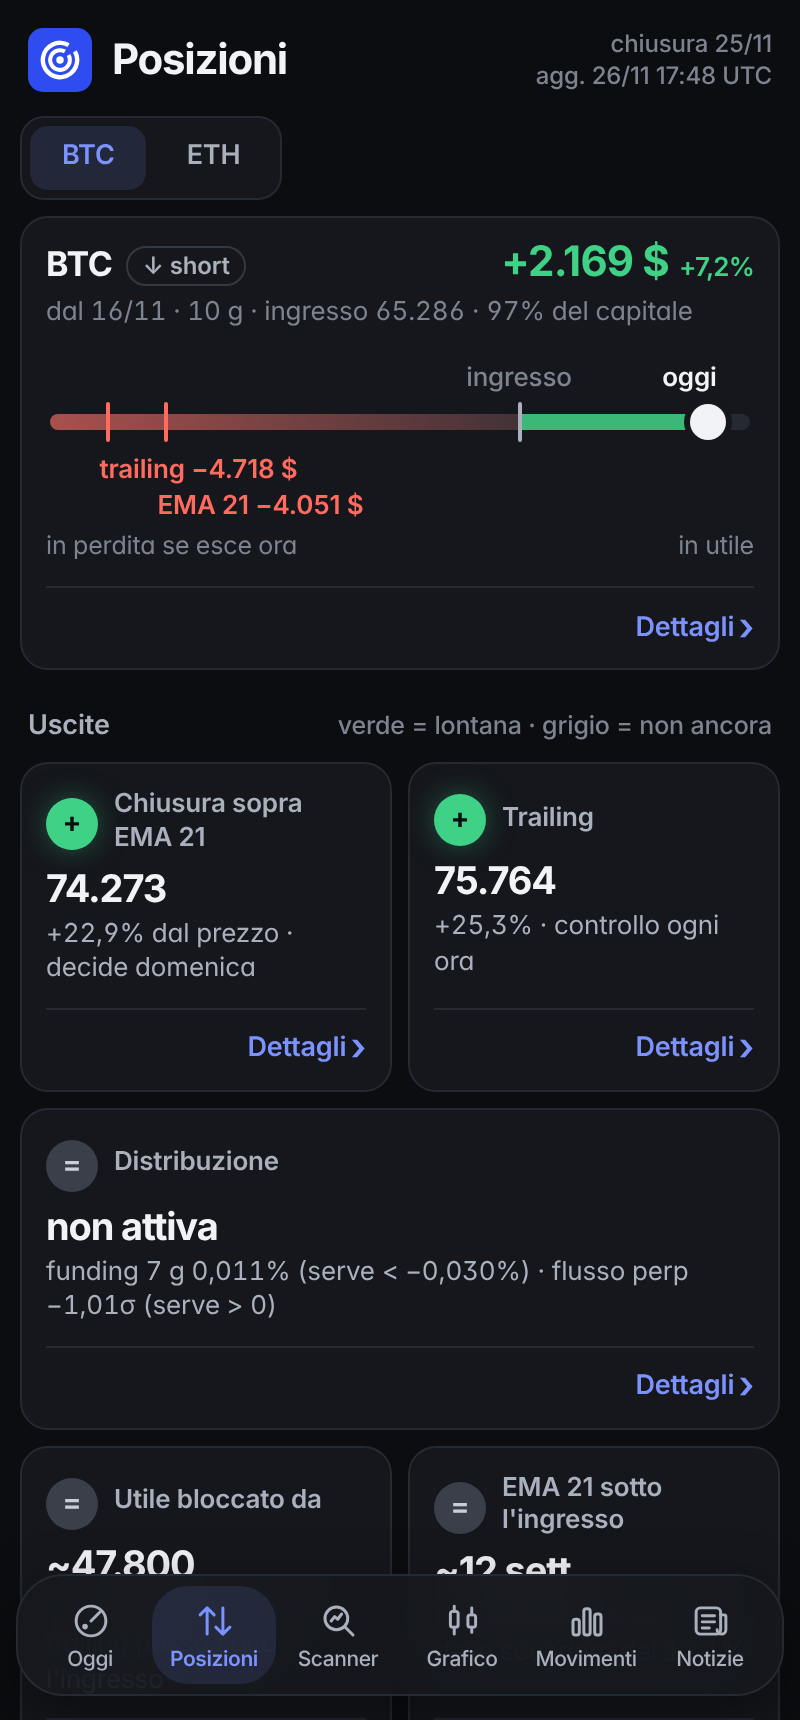 Posizioni
chiusura 25/11
agg. 26/11 17:48 UTC
BTC
ETH
BTC
↓ short
+2.169 $ +7,2%
dal 16/11 · 10 g · ingresso 65.286 · 97% del capitale
ingresso
oggi
trailing −4.718 $
EMA 21 −4.051 $
in perdita se esce ora
in utile
Dettagli ›
Uscite
verde = lontana · grigio = non ancora
+
Chiusura sopra
EMA 21
74.273
+22,9% dal prezzo ·
decide domenica
Dettagli ›
+
Trailing
75.764
+25,3% · controllo ogni
ora
Dettagli ›
=
Distribuzione
non attiva
funding 7 g 0,011% (serve < −0,030%) · flusso perp
−1,01σ (serve > 0)
Dettagli ›
=
Utile bloccato da
~47.800
l'ingresso
=
EMA 21 sotto
l'ingresso
~12 sett
Oggi
Posizioni
Scanner
Grafico
Movimenti
Notizie